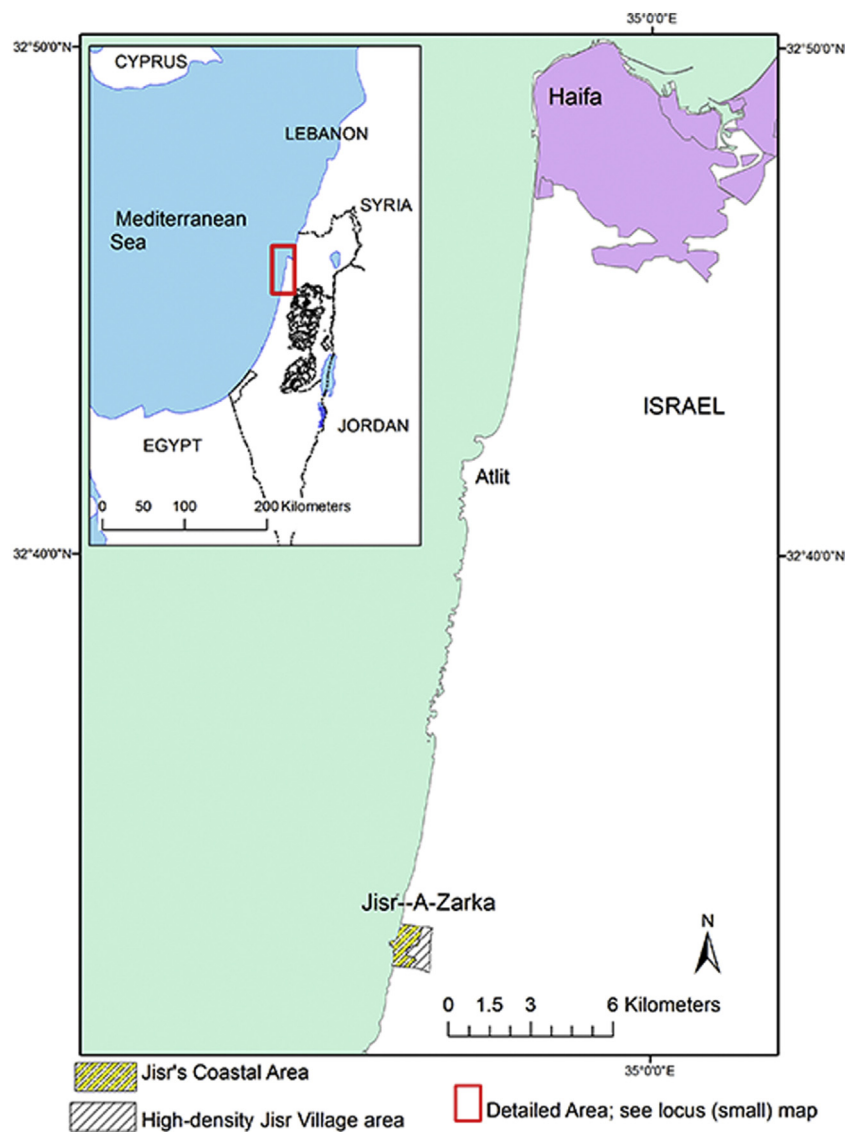 35°0'0"E
32°50'0"N
32°50'0"N
CYPRUS
LEBANON
SYRIA
Mediterranean
Sea
JORDAN
EGYPT
0 50 100 200 Kilometers
Haifa
ISRAEL
Atlit
32°40'0"N
32°40'0"N
Jisr--A-Zarka
N
0 1.5 3 6 Kilometers
35°0'0"E
Jisr's Coastal Area
High-density Jisr Village area
Detailed Area; see locus (small) map